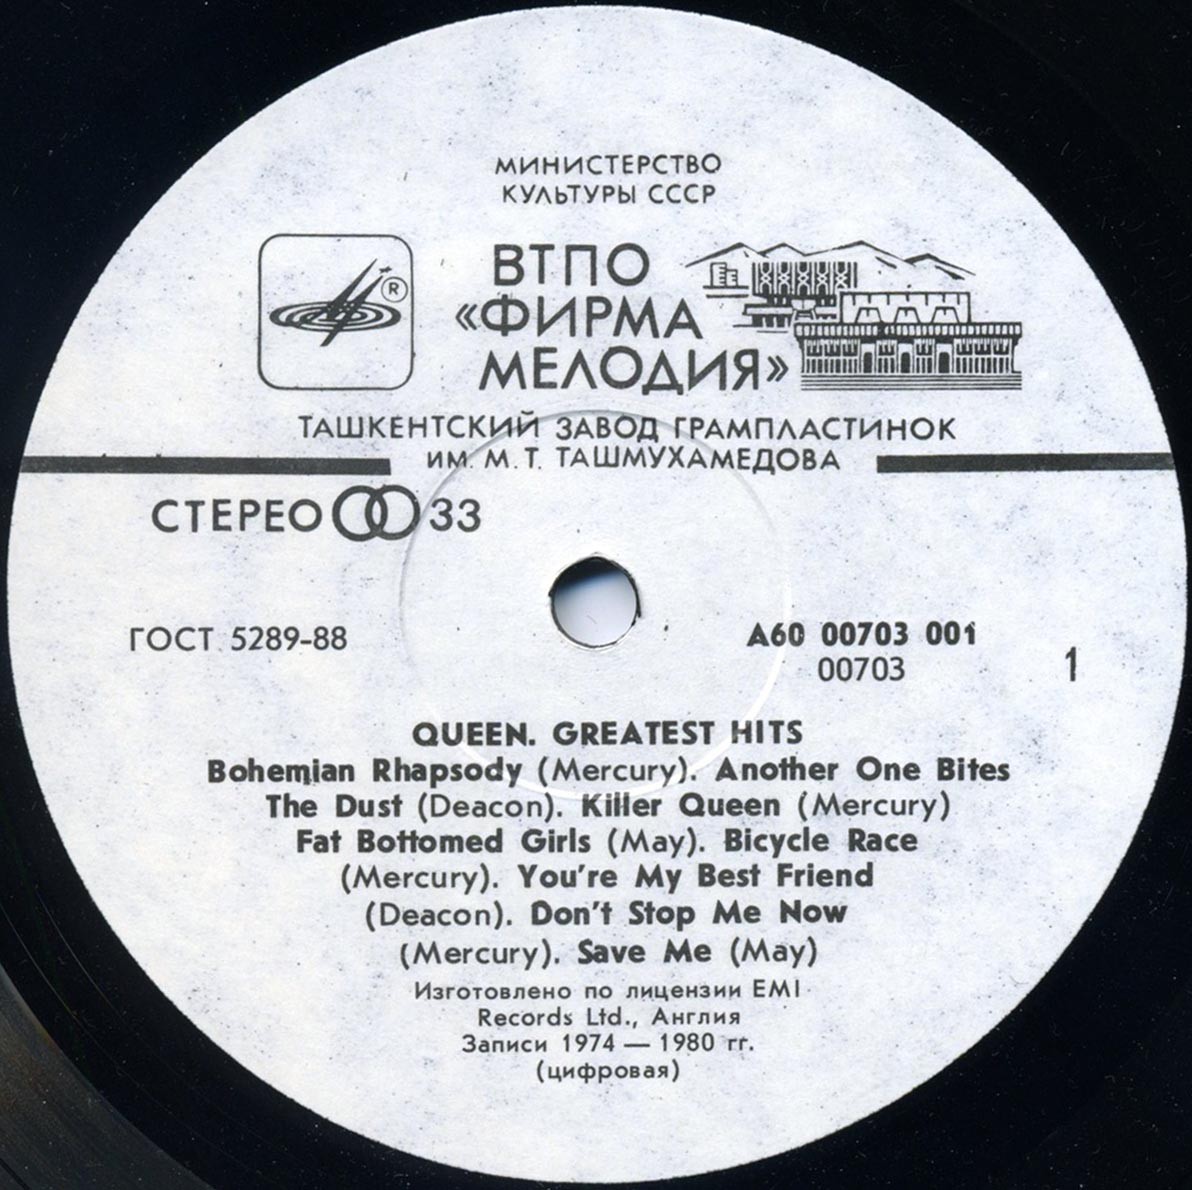 МИНИСТЕРСТВО
КУЛЬТУРЫ СССР
ВТПО
«ФИРМА
МЕЛОДИЯ»
®
ТАШКЕНТСКИЙ ЗАВОД ГРАМПЛАСТИНОК
ИМ. М. Т. ТАШМУХАМЕДОВА
СТЕРЕО 33
ГОСТ 5289-88
А60 00703 001
00703
1
QUEEN. GREATEST HITS
Bohemian Rhapsody (Mercury). Another One Bites
The Dust (Deacon). Killer Queen (Mercury)
Fat Bottomed Girls (May). Bicycle Race
(Mercury). You're My Best Friend
(Deacon). Don't Stop Me Now
(Mercury). Save Me (May)
Изготовлено по лицензии EMI
Records Ltd., Англия
Записи 1974 — 1980 гг.
(цифровая)